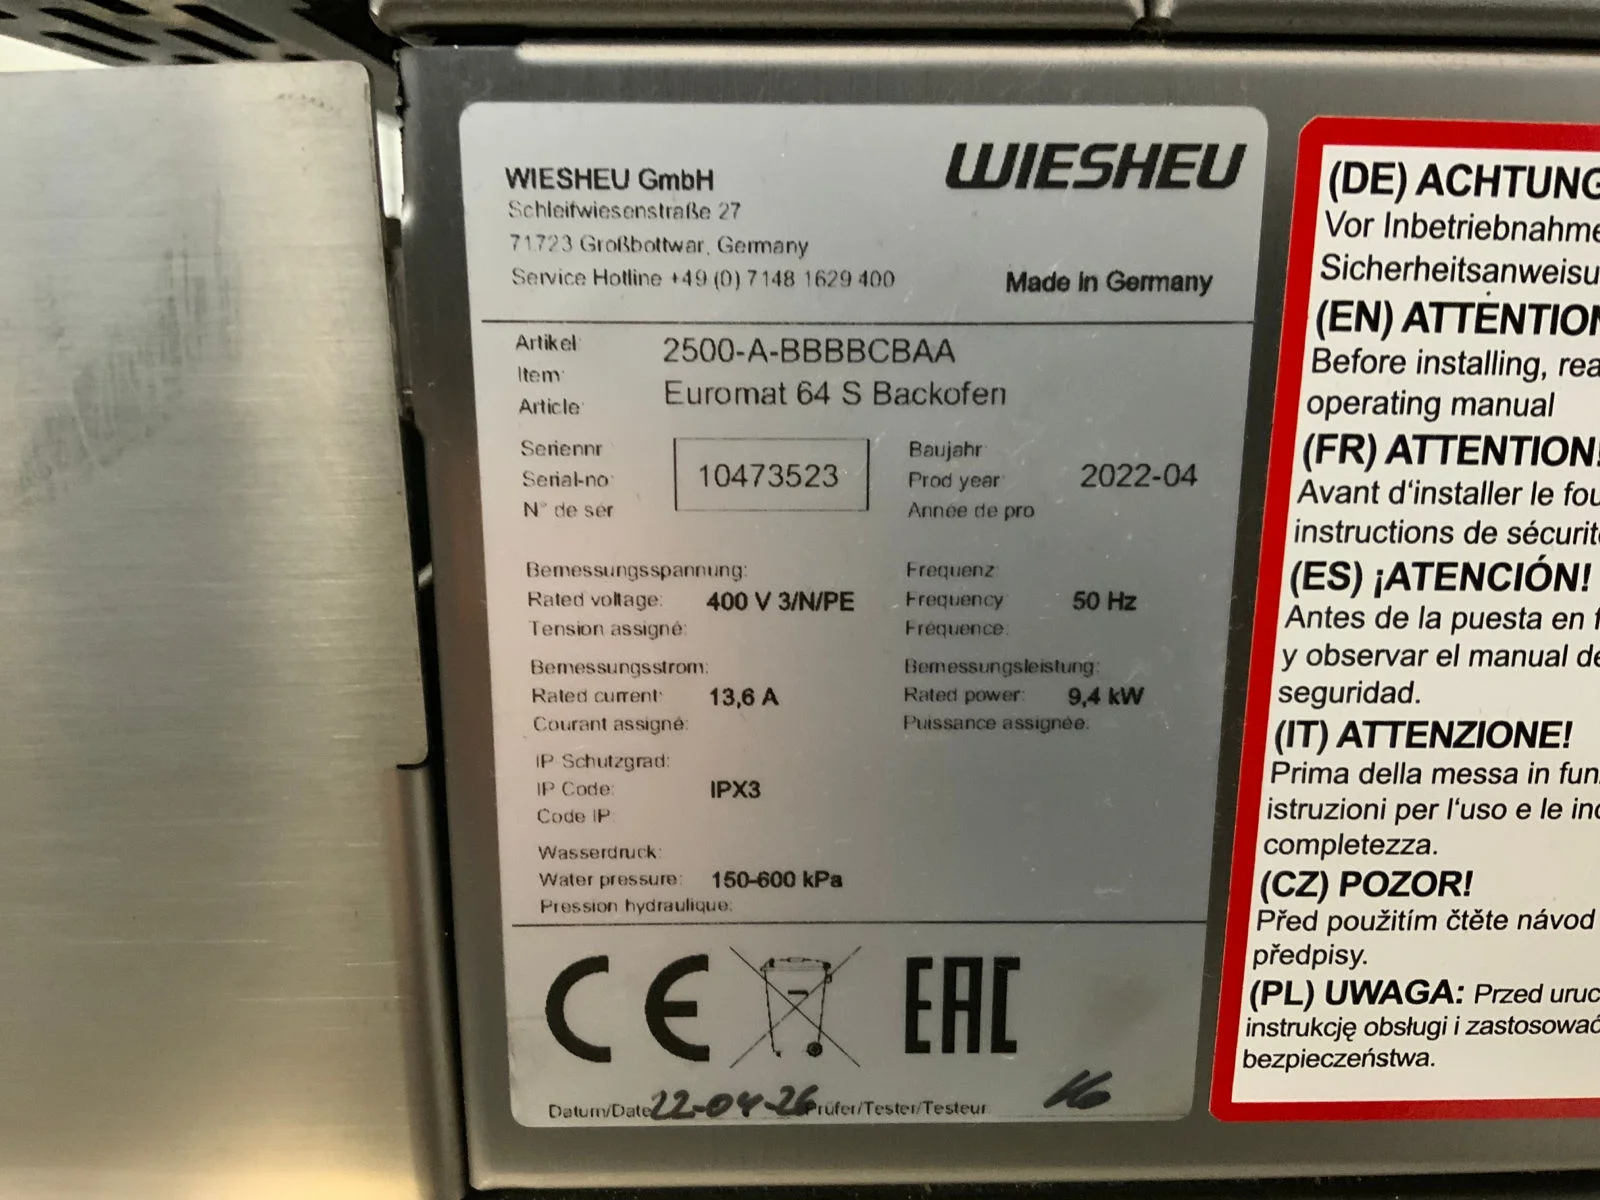 WIESHEU
WIESHEU GmbH
Schleifwiesenstraße 27
71723 Großbottwar, Germany
Service Hotline +49 (0) 7148 1629 400
Made in Germany
Artikel:
Item:
Article:
2500-A-BBBBCBAA
Euromat 64 S Backofen
Seriennr
Serial-no
N° de sér
10473523
Baujahr
Prod year
Année de pro
2022-04
Bemessungsspannung:
Rated voltage: 400 V 3/N/PE
Tension assigné:
Frequenz
Frequency 50 Hz
Fréquence:
Bemessungsstrom:
Rated current: 13,6 A
Courant assigné:
Bemessungsleistung:
Rated power: 9,4 kW
Puissance assignée:
IP Schutzgrad:
IP Code: IPX3
Code IP:
Wasserdruck:
Water pressure: 150-600 kPa
Pression hydraulique:
CE
EAC
Datum/Date 22-04-26 Prüfer/Tester/Testeur
(DE) ACHTUNG
Vor Inbetriebnahme
Sicherheitsanweisu
(EN) ATTENTION
Before installing, rea
operating manual
(FR) ATTENTION!
Avant d'installer le fou
instructions de sécurité
(ES) ¡ATENCIÓN!
Antes de la puesta en f
y observar el manual de
seguridad.
(IT) ATTENZIONE!
Prima della messa in fun
istruzioni per l'uso e le ind
completezza.
(CZ) POZOR!
Před použitím čtěte návod
předpisy.
(PL) UWAGA: Przed uruc
instrukcję obsługi i zastosować
bezpieczeństwa.